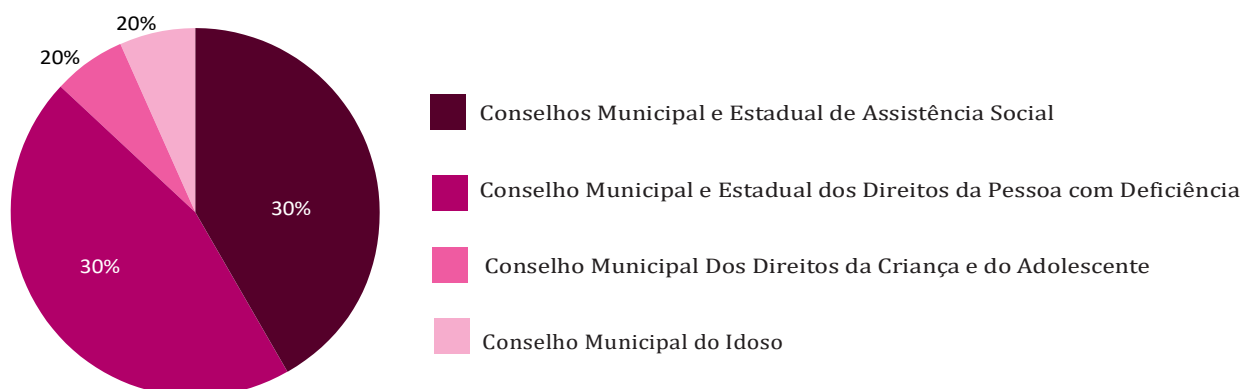 20%
20%
30%
30%
Conselhos Municipal e Estadual de Assistência Social
Conselho Municipal e Estadual dos Direitos da Pessoa com Deficiência
Conselho Municipal Dos Direitos da Criança e do Adolescente
Conselho Municipal do Idoso